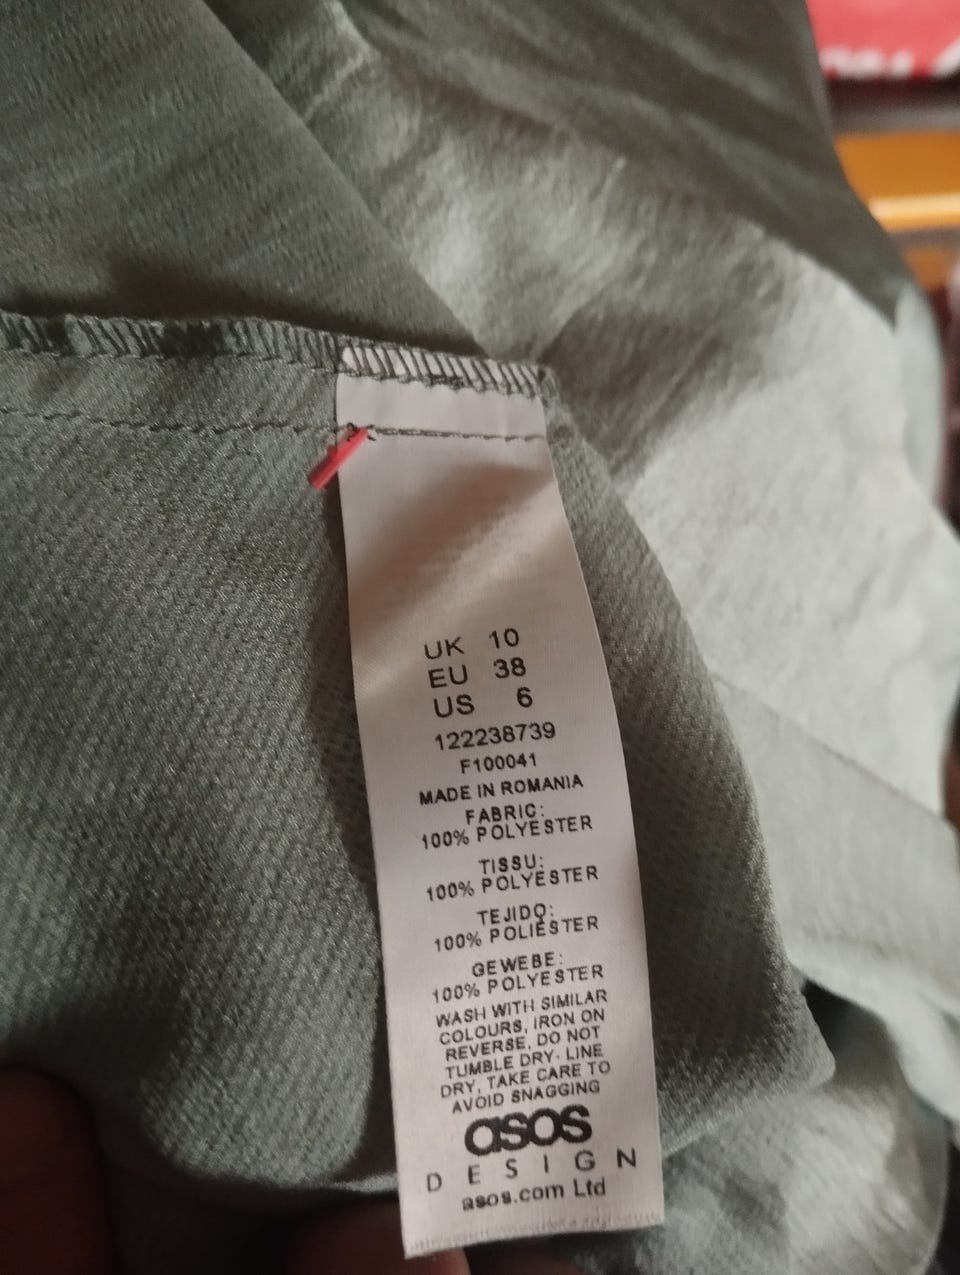 UK 10
EU 38
US 6
122238739
F100041
MADE IN ROMANIA
FABRIC:
100% POLYESTER
TISSU:
100% POLYESTER
TEJIDO:
100% POLIÉSTER
GEWEBE:
100% POLYESTER
WASH WITH SIMILAR
COLOURS, IRON ON
REVERSE, DO NOT
TUMBLE DRY- LINE
DRY, TAKE CARE TO
AVOID SNAGGING
asos
DESIGN
asos.com Ltd